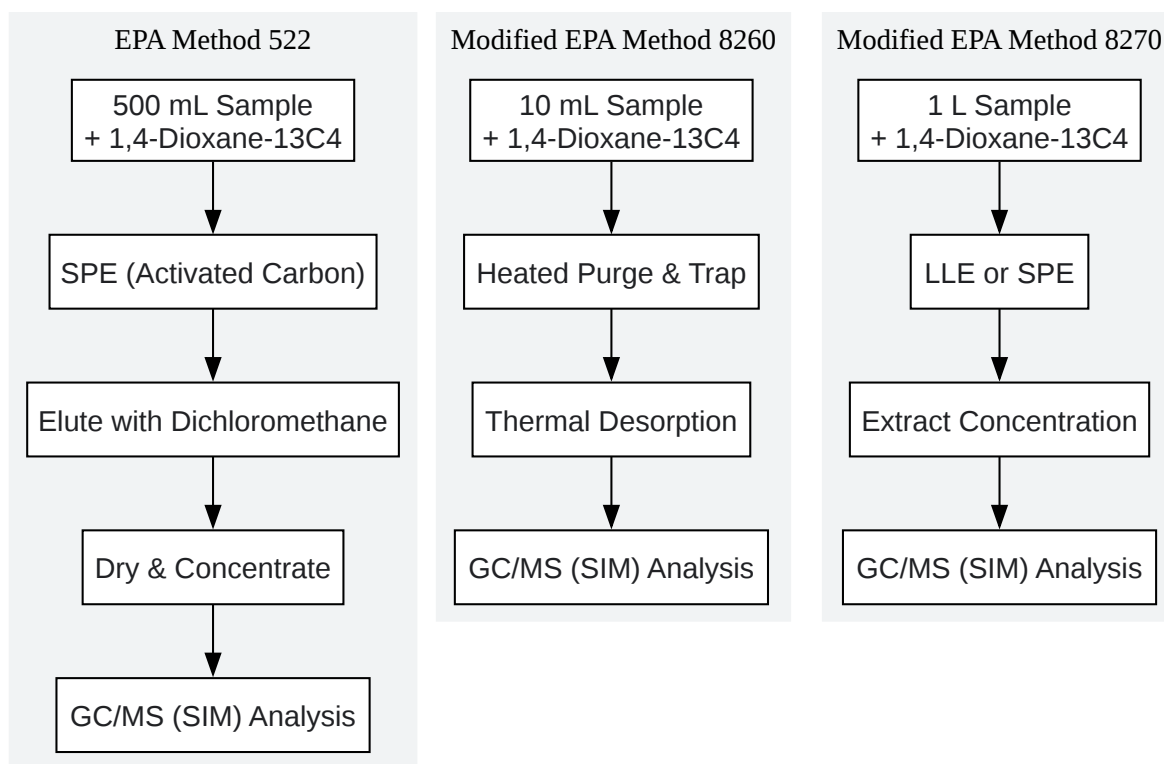 EPA Method 522
500 mL Sample
+ 1,4-Dioxane-13C4
SPE (Activated Carbon)
Elute with Dichloromethane
Dry & Concentrate
GC/MS (SIM) Analysis
Modified EPA Method 8260
10 mL Sample
+ 1,4-Dioxane-13C4
Heated Purge & Trap
Thermal Desorption
GC/MS (SIM) Analysis
Modified EPA Method 8270
1 L Sample
+ 1,4-Dioxane-13C4
LLE or SPE
Extract Concentration
GC/MS (SIM) Analysis